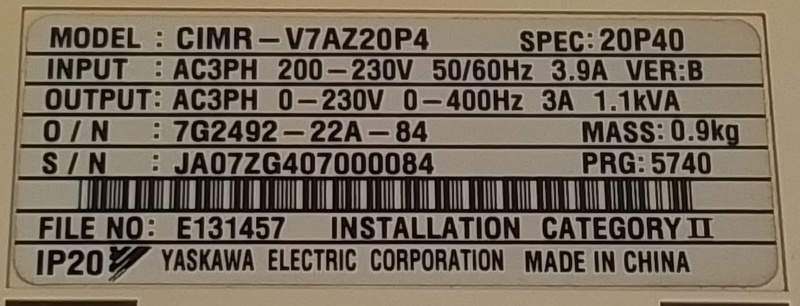 MODEL : CIMR-V7AZ20P4 SPEC: 20P40
INPUT : AC3PH 200-230V 50/60Hz 3.9A VER:B
OUTPUT: AC3PH 0-230V 0-400Hz 3A 1.1kVA
O / N : 7G2492-22A-84 MASS: 0.9kg
S / N : JA07ZG407000084 PRG: 5740
FILE NO: E131457 INSTALLATION CATEGORY II
IP20 YASKAWA ELECTRIC CORPORATION MADE IN CHINA